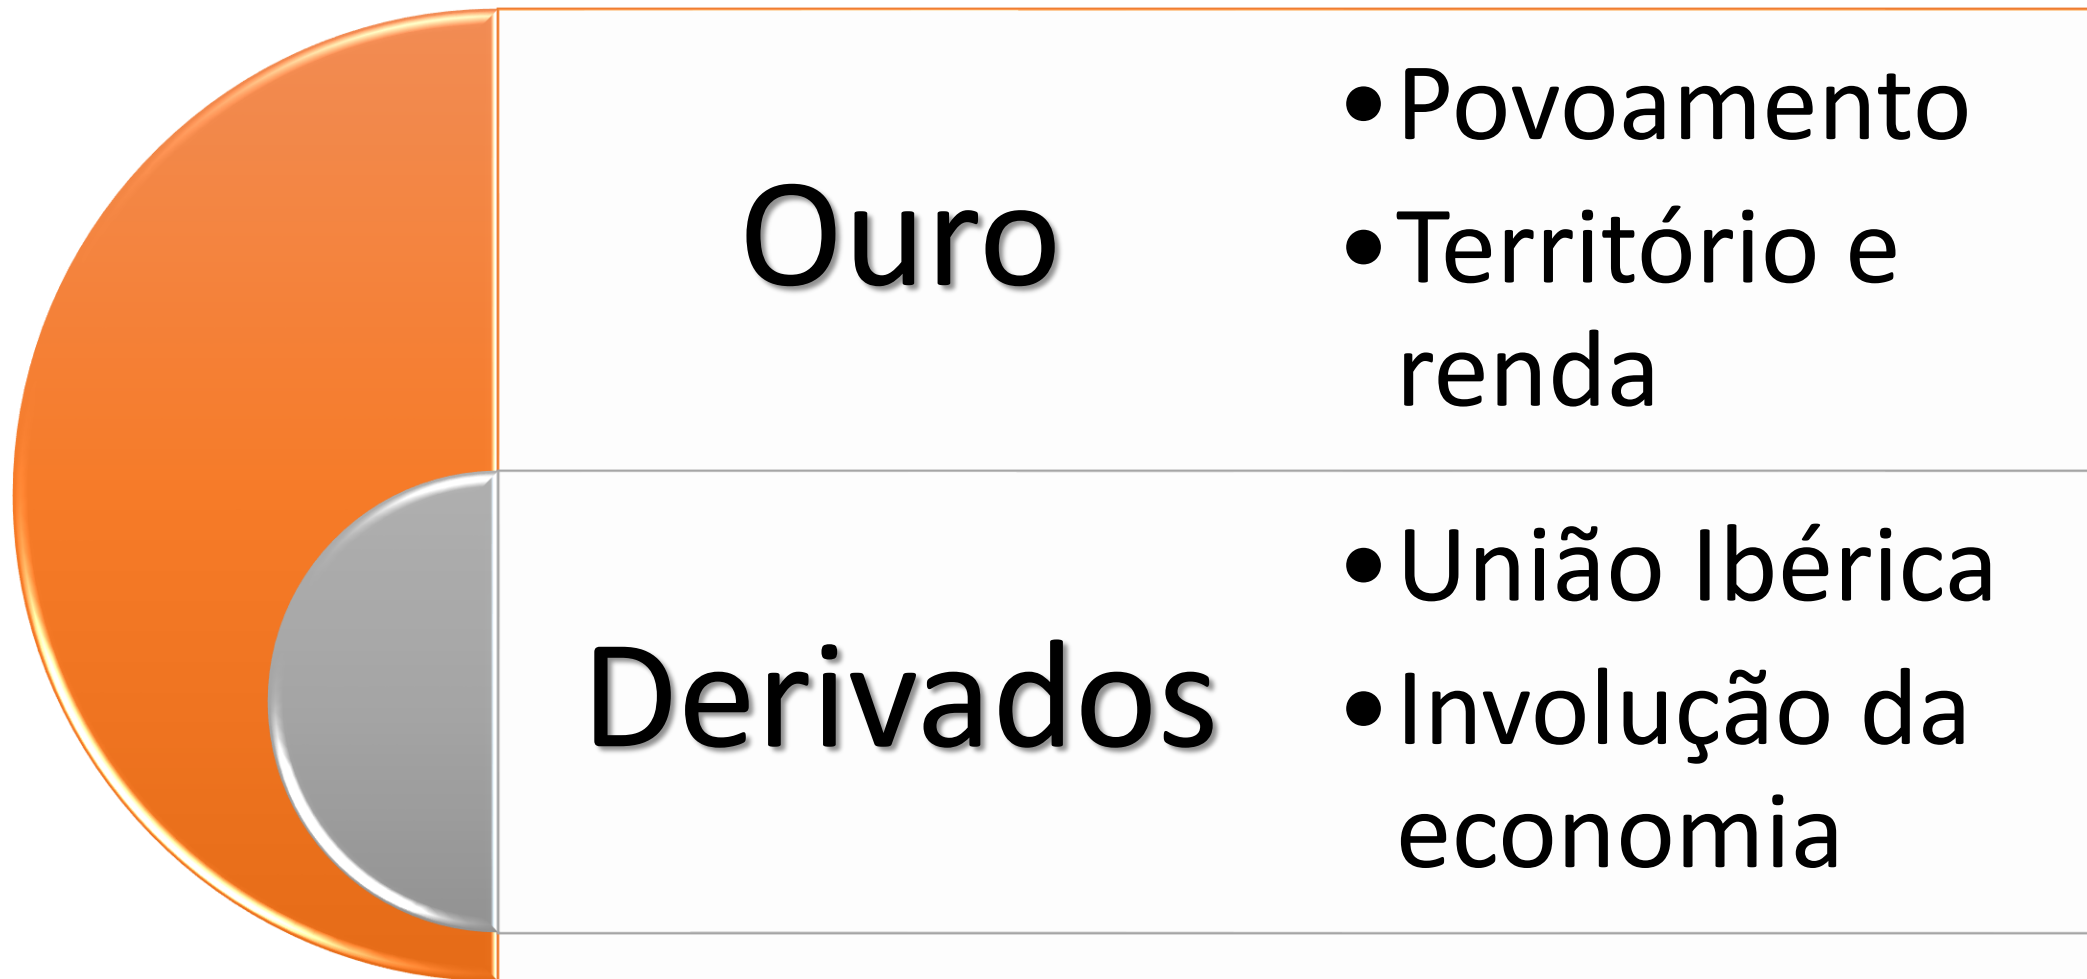 Ouro
•Povoamento
•Território e
renda
Derivados
•União Ibérica
•Involução da
economia